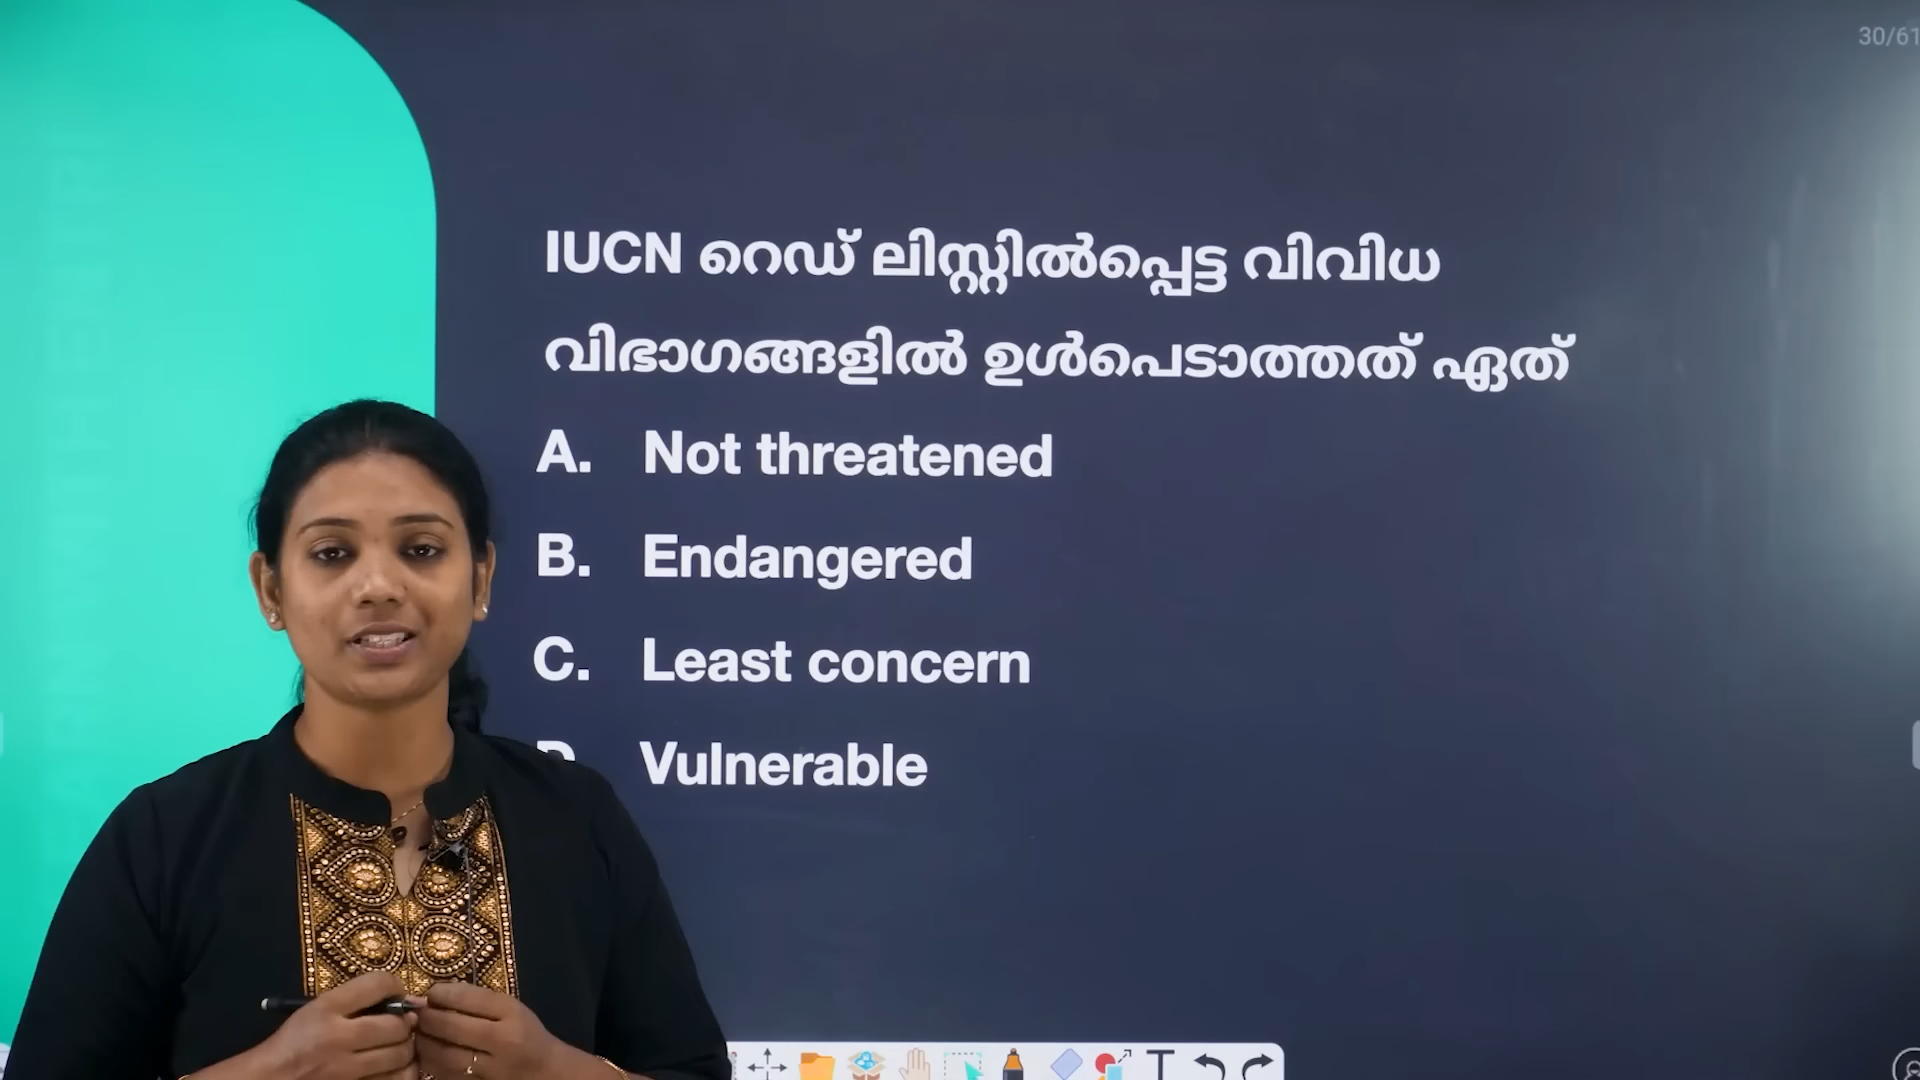 30/61
IUCN റെഡ് ലിസ്റ്റിൽപ്പെട്ട വിവിധ
വിഭാഗങ്ങളിൽ ഉൾപെടാത്തത് ഏത്
A. Not threatened
B. Endangered
C. Least concern
D. Vulnerable